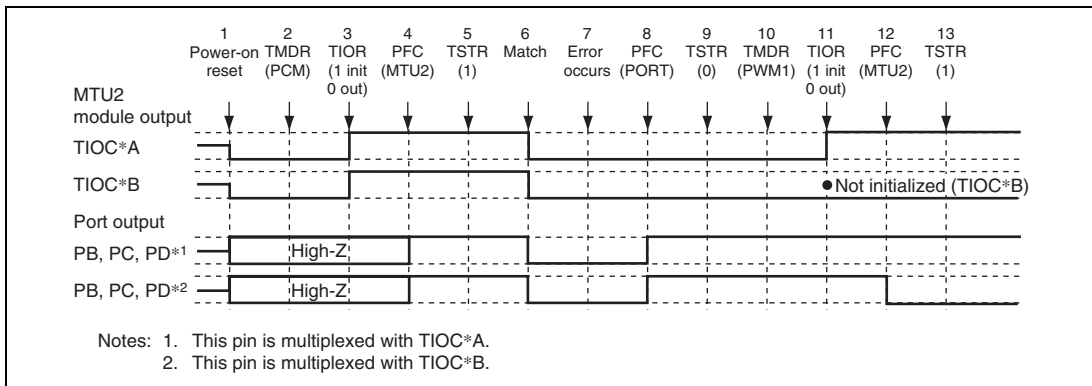 1 2 3 4 5 6 7 8 9 10 11 12 13
Power-on TMDR TIOR PFC TSTR Match Error PFC TSTR TMDR TIOR PFC TSTR
reset (PCM) (1 init (MTU2) (1) occurs (PORT) (0) (PWM1) (1 init (MTU2) (1)
0 out) 0 out)
MTU2
module output
TIOC*A
TIOC*B
●Not initialized (TIOC*B)
Port output
PB, PC, PD*1
High-Z
PB, PC, PD*2
High-Z
Notes: 1. This pin is multiplexed with TIOC*A.
2. This pin is multiplexed with TIOC*B.